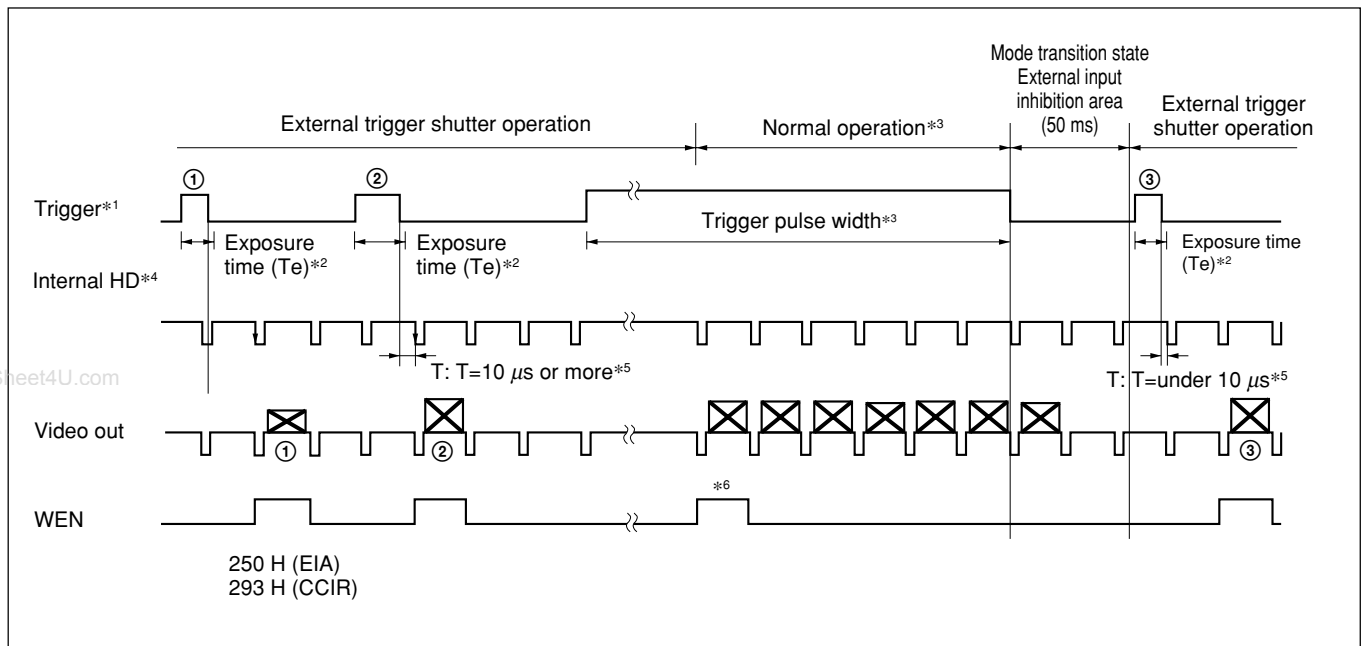 Mode transition state
External input
inhibition area
(50 ms)
External trigger shutter operation
Normal operation*3
External trigger
shutter operation
① ② ③
Trigger*1
Trigger pulse width*3
Exposure
time (Te)*2
Exposure
time (Te)*2
Exposure time
(Te)*2
Internal HD*4
T: T=10 μs or more*5
T: T=under 10 μs*5
Sheet4U.com
Video out
① ② ③
*6
WEN
250 H (EIA)
293 H (CCIR)